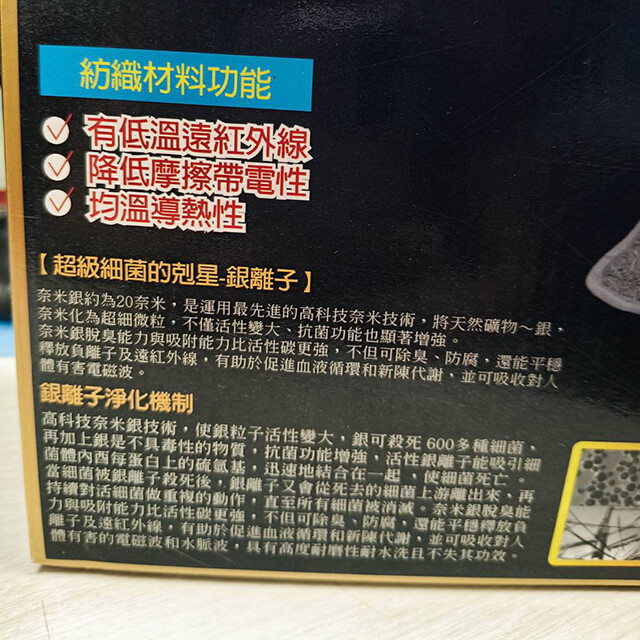 紡織材料功能
有低溫遠紅外線
降低摩擦帶電性
均溫導熱性
【超級細菌的剋星-銀離子】
奈米銀約為20奈米，是運用最先進的高科技奈米技術，將天然礦物～銀、
奈米化為超細微粒，不僅活性變大、抗菌功能也顯著增強。
奈米銀脫臭能力與吸附能力比活性碳更強，不但可除臭、防腐，還能平穩
釋放負離子及遠紅外線，有助於促進血液循環和新陳代謝，並可吸收對人
體有害電磁波。
銀離子淨化機制
高科技奈米銀技術，使銀粒子活性變大，銀可殺死600多種細菌、
再加上銀是不具毒性的物質，抗菌功能增強、活性銀離子能吸引細
菌體內酉每蛋白上的硫氫基，迅速地結合在一起、使細菌死亡。
當細菌被銀離子殺死後，銀離子又會從死去的細菌上游離出來、再
持續對活細菌做重複的動作，直至所有細菌被消滅。奈米銀脫臭能
力與吸附能力比活性碳更強，不但可除臭、防腐、還能平穩釋放負
離子及遠紅外線，有助於促進血液循環和新陳代謝，並可吸收對人
體有害的電磁波和水脈波，具有高度耐磨性耐水洗且不失其功效。